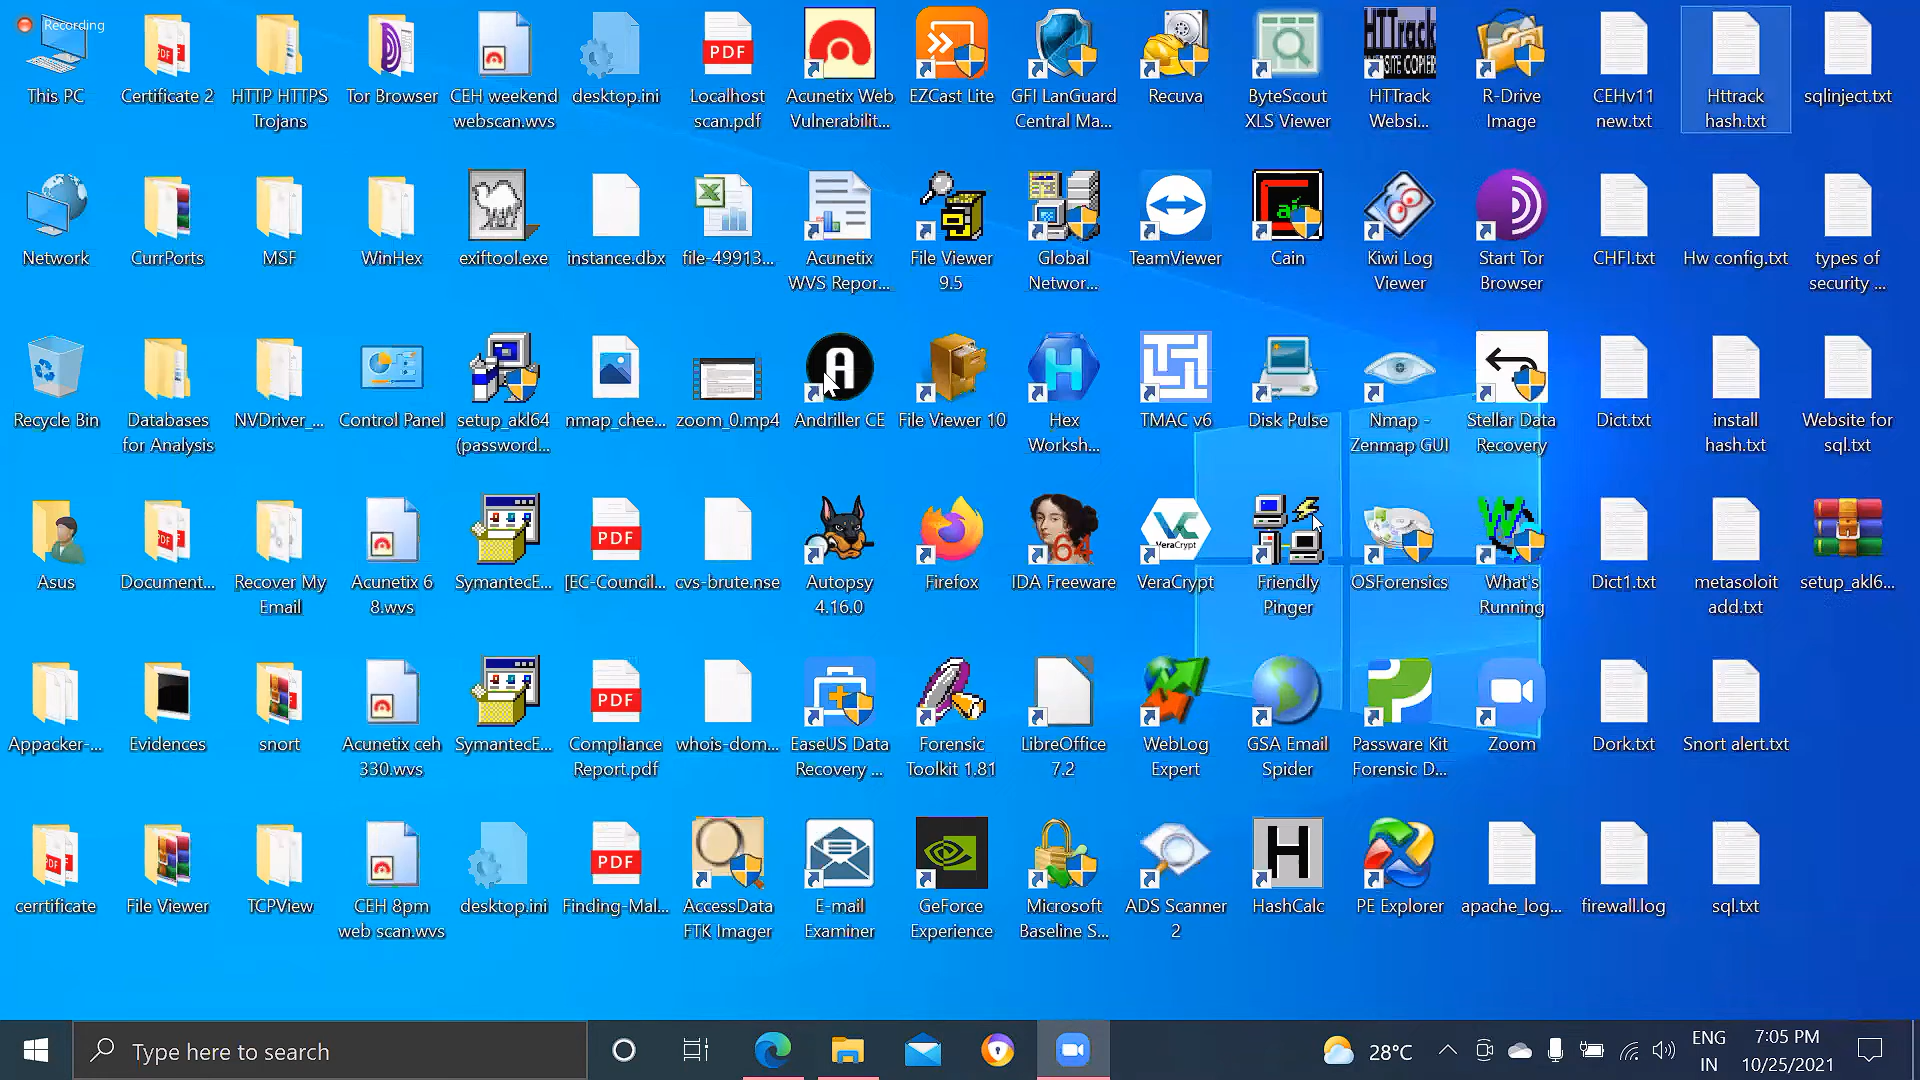 Recording
This PC
Certificate 2
HTTP HTTPS
Trojans
Tor Browser
CEH weekend
webscan.wvs
desktop.ini
PDF
Localhost
scan.pdf
Acunetix Web
Vulnerabilit...
EZCast Lite
GFI LanGuard
Central Ma...
Recuva
ByteScout
XLS Viewer
HTTrack
WEBSITE COPIER
HTTrack
Websi...
R-Drive
Image
CEHv11
new.txt
Httrack
hash.txt
sqlinject.txt
Network
CurrPorts
MSF
WinHex
exiftool.exe
instance.dbx
file-49913...
Acunetix
WVS Repor...
File Viewer
9.5
Global
Networ...
TeamViewer
Cain
Kiwi Log
Viewer
Start Tor
Browser
CHFI.txt
Hw config.txt
types of
security ...
Recycle Bin
Databases
for Analysis
NVDriver_...
Control Panel
setup_akl64
(password...
nmap_chee...
zoom_0.mp4
Andriller CE
File Viewer 10
Hex
Worksh...
TMAC v6
Disk Pulse
Nmap -
Zenmap GUI
Stellar Data
Recovery
Dict.txt
install
hash.txt
Website for
sql.txt
Asus
Document...
Recover My
Email
Acunetix 6
8.wvs
SymantecE...
PDF
[EC-Council...
cvs-brute.nse
Autopsy
4.16.0
Firefox
64
IDA Freeware
VeraCrypt
VeraCrypt
Friendly
Pinger
OSForensics
What's
Running
Dict1.txt
metasoloit
add.txt
setup_akl6...
Appacker-...
Evidences
snort
Acunetix ceh
330.wvs
SymantecE...
PDF
Compliance
Report.pdf
whois-dom...
EaseUS Data
Recovery ...
Forensic
Toolkit 1.81
LibreOffice
7.2
WebLog
Expert
GSA Email
Spider
Passware Kit
Forensic D...
Zoom
Dork.txt
Snort alert.txt
cerrtificate
File Viewer
TCPView
CEH 8pm
web scan.wvs
desktop.ini
PDF
Finding-Mal...
AccessData
FTK Imager
E-mail
Examiner
GeForce
Experience
Microsoft
Baseline S...
ADS Scanner
2
H
HashCalc
PE Explorer
apache_log...
firewall.log
sql.txt
Type here to search
28°C
ENG
IN
7:05 PM
10/25/2021